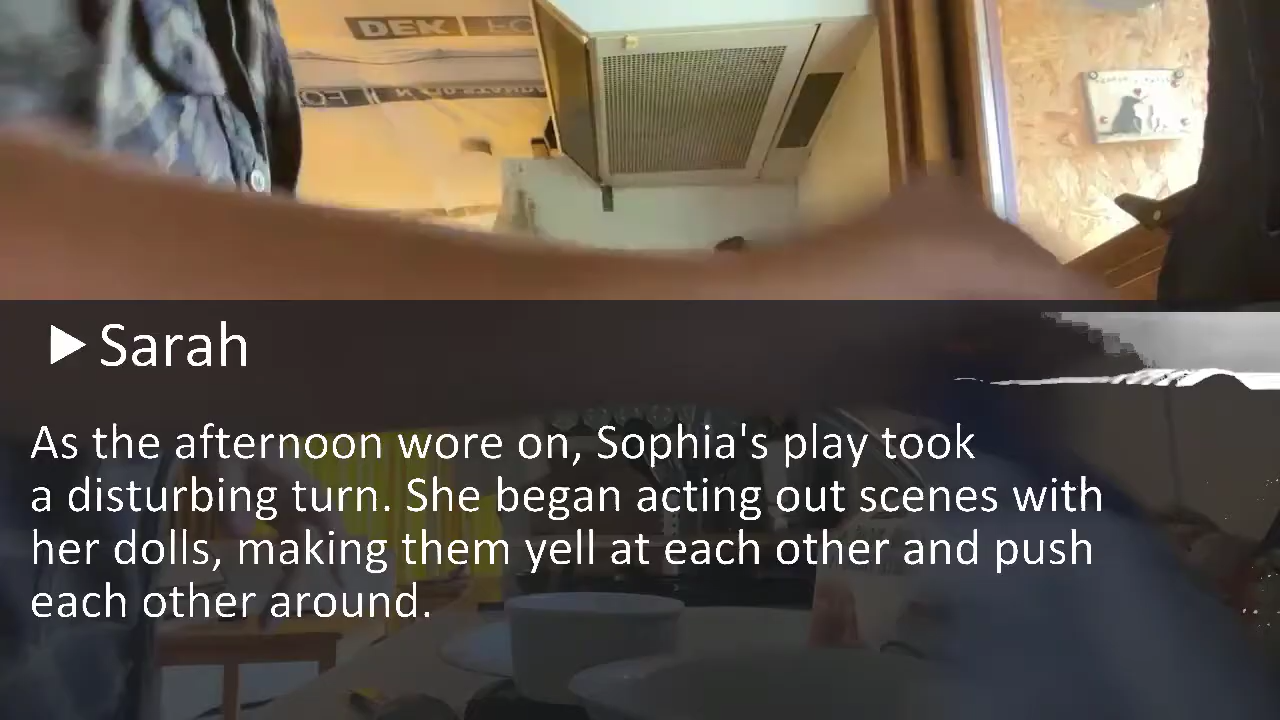 DEK
FO
▶Sarah
As the afternoon wore on, Sophia's play took
a disturbing turn. She began acting out scenes with
her dolls, making them yell at each other and push
each other around.